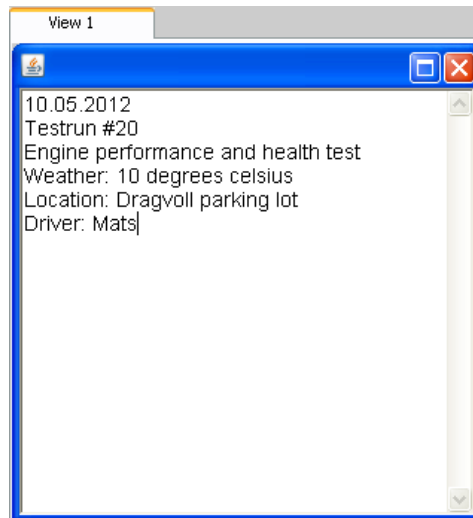 View 1
10.05.2012
Testrun #20
Engine performance and health test
Weather: 10 degrees celsius
Location: Dragvoll parking lot
Driver: Mats